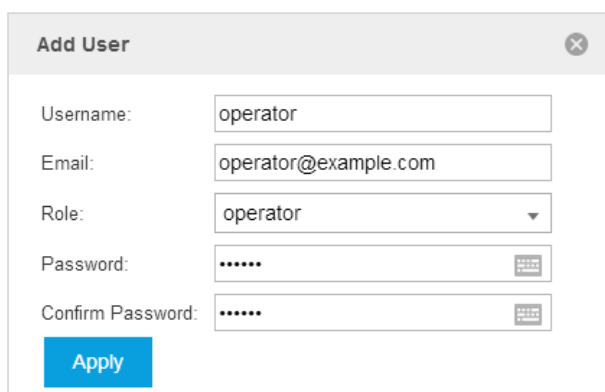 Add User
Username: operator
Email: operator@example.com
Role: operator
Password: ••••••
Confirm Password: ••••••
Apply